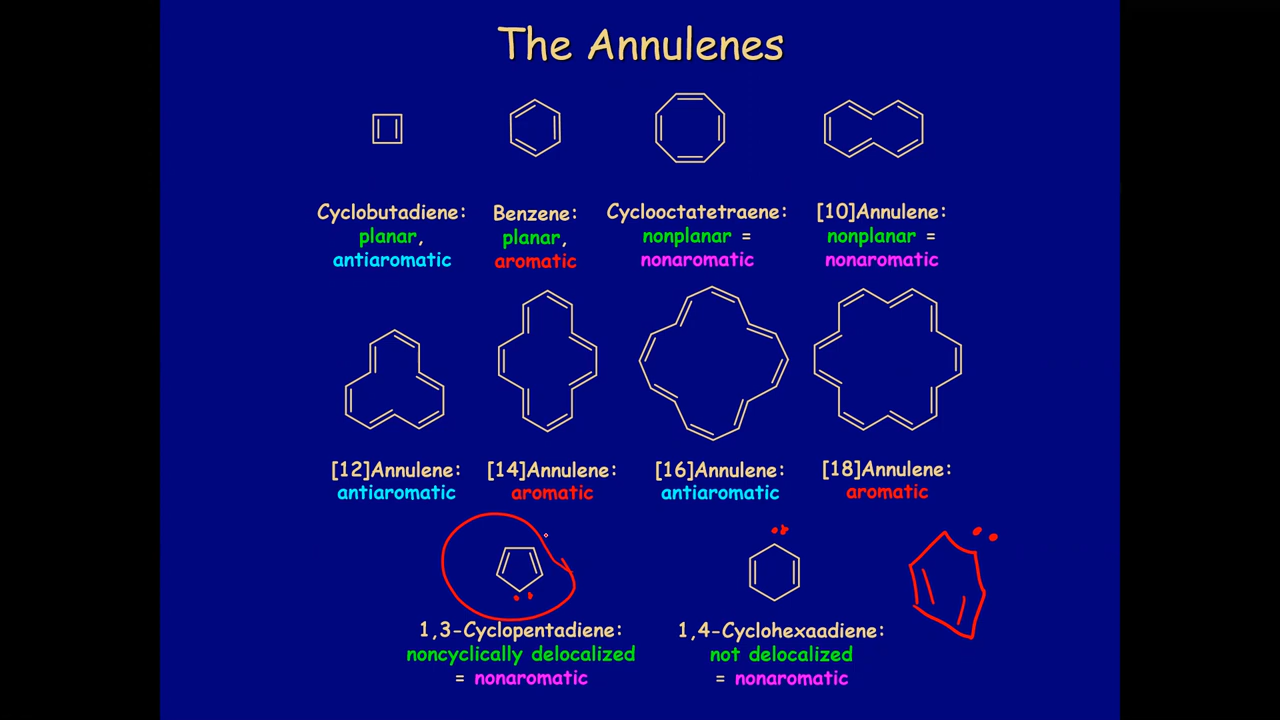 The Annulenes
Cyclobutadiene:
planar,
antiaromatic
Benzene:
planar,
aromatic
Cyclooctatetraene:
nonplanar =
nonaromatic
[10]Annulene:
nonplanar =
nonaromatic
[12]Annulene:
antiaromatic
[14]Annulene:
aromatic
[16]Annulene:
antiaromatic
[18]Annulene:
aromatic
1,3-Cyclopentadiene:
noncyclically delocalized
= nonaromatic
1,4-Cyclohexaadiene:
not delocalized
= nonaromatic